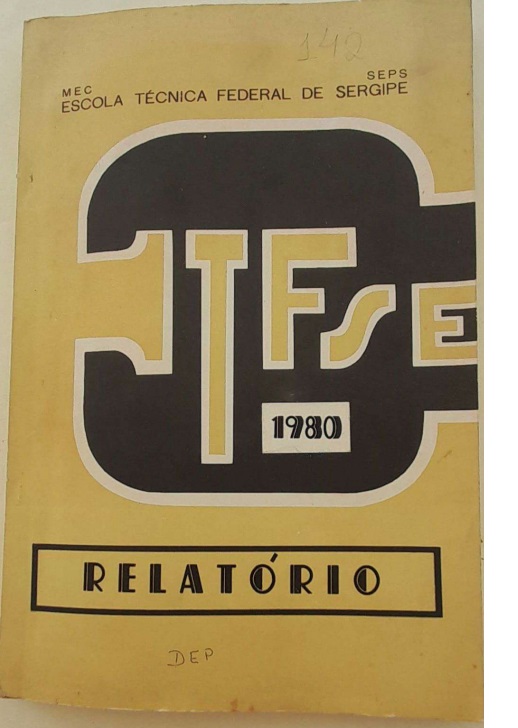 142
MEC SEPS
ESCOLA TÉCNICA FEDERAL DE SERGIPE
ETFSE
1980
RELATÓRIO
DEP